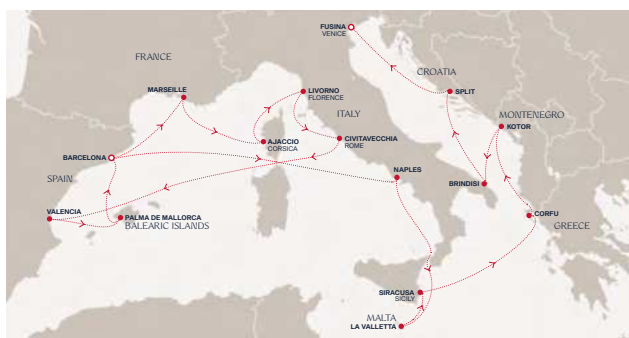 FUSINA
VENICE
FRANCE
CROATIA
MARSEILLE
LIVORNO
FLORENCE
SPLIT
ITALY
MONTENEGRO
KOTOR
AJACCIO
CORSICA
CIVITAVECCHIA
ROME
BARCELONA
NAPLES
SPAIN
BRINDISI
VALENCIA
PALMA DE MALLORCA
BALEARIC ISLANDS
CORFU
GREECE
SIRACUSA
SICILY
MALTA
LA VALLETTA